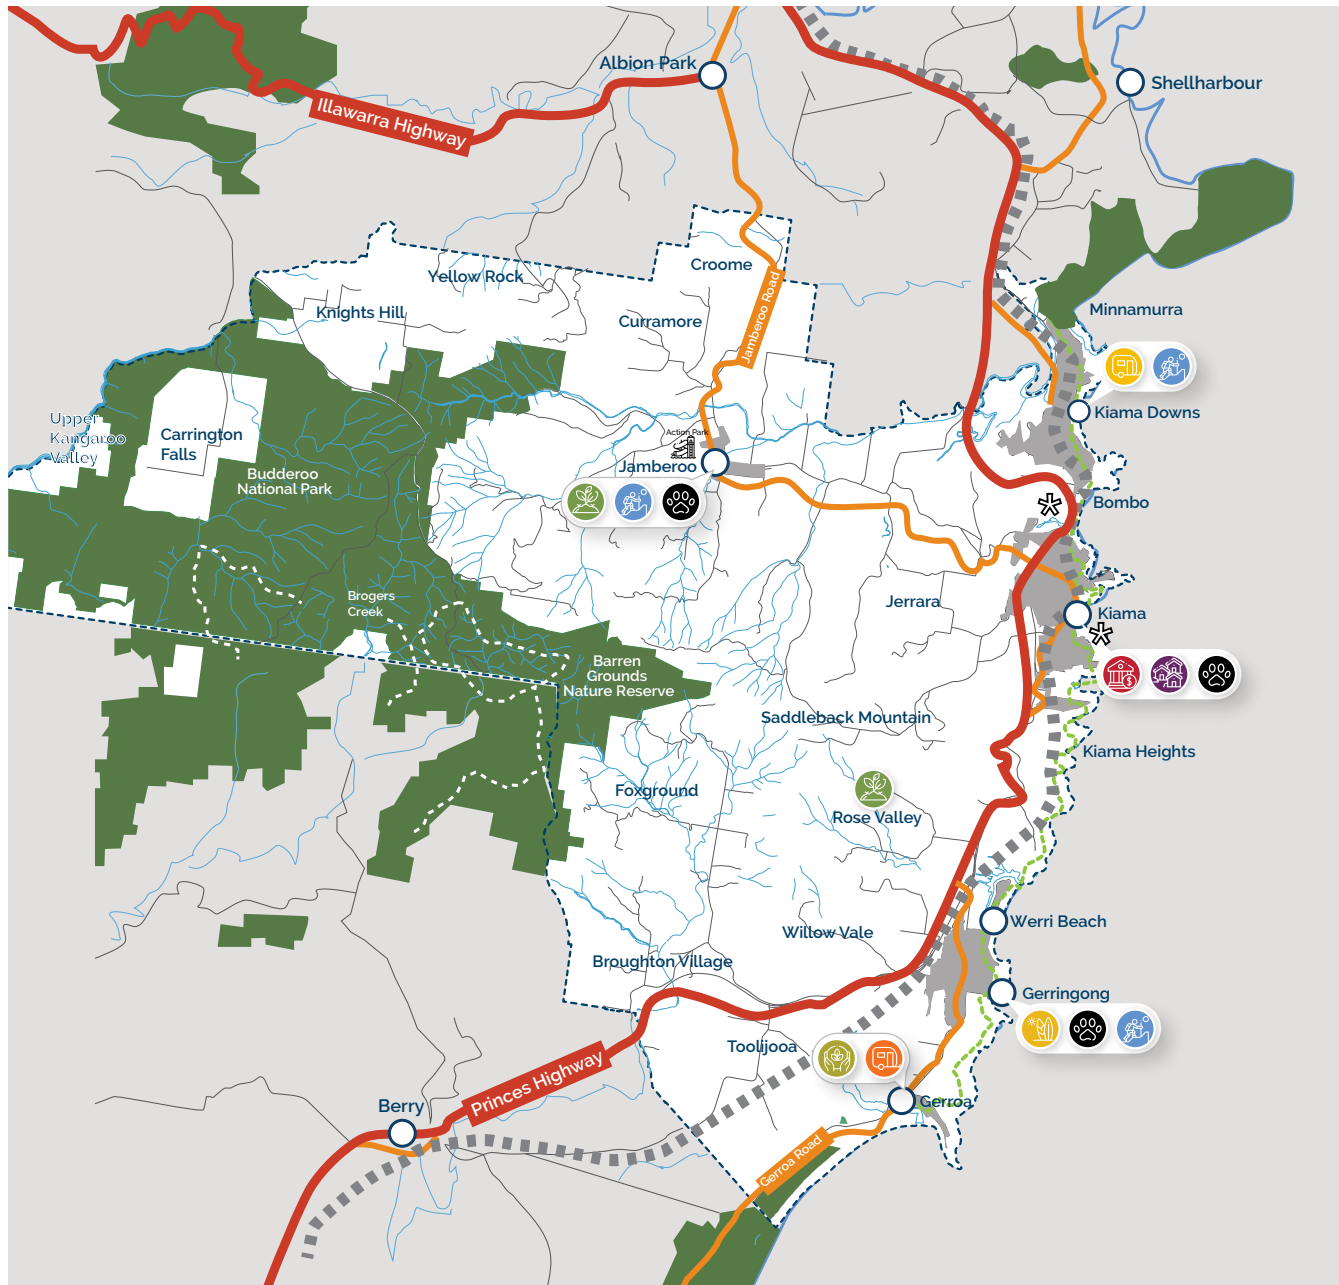 Albion Park
Shellharbour
Illawarra Highway
Croome
Yellow Rock
Jamberoo Road
Minnamurra
Knights Hill
Curramore
Kiama Downs
Upper
Kangaroo
Valley
Carrington
Falls
Action Park
Jamberoo
Budderoo
National Park
Bombo
Brogers
Creek
Jerrara
Kiama
Barren
Grounds
Nature Reserve
Saddleback Mountain
Kiama Heights
Foxground
Rose Valley
Werri Beach
Willow Vale
Broughton Village
Gerringong
Toolijooa
Princes Highway
Gerroa
Berry
Gerroa Road